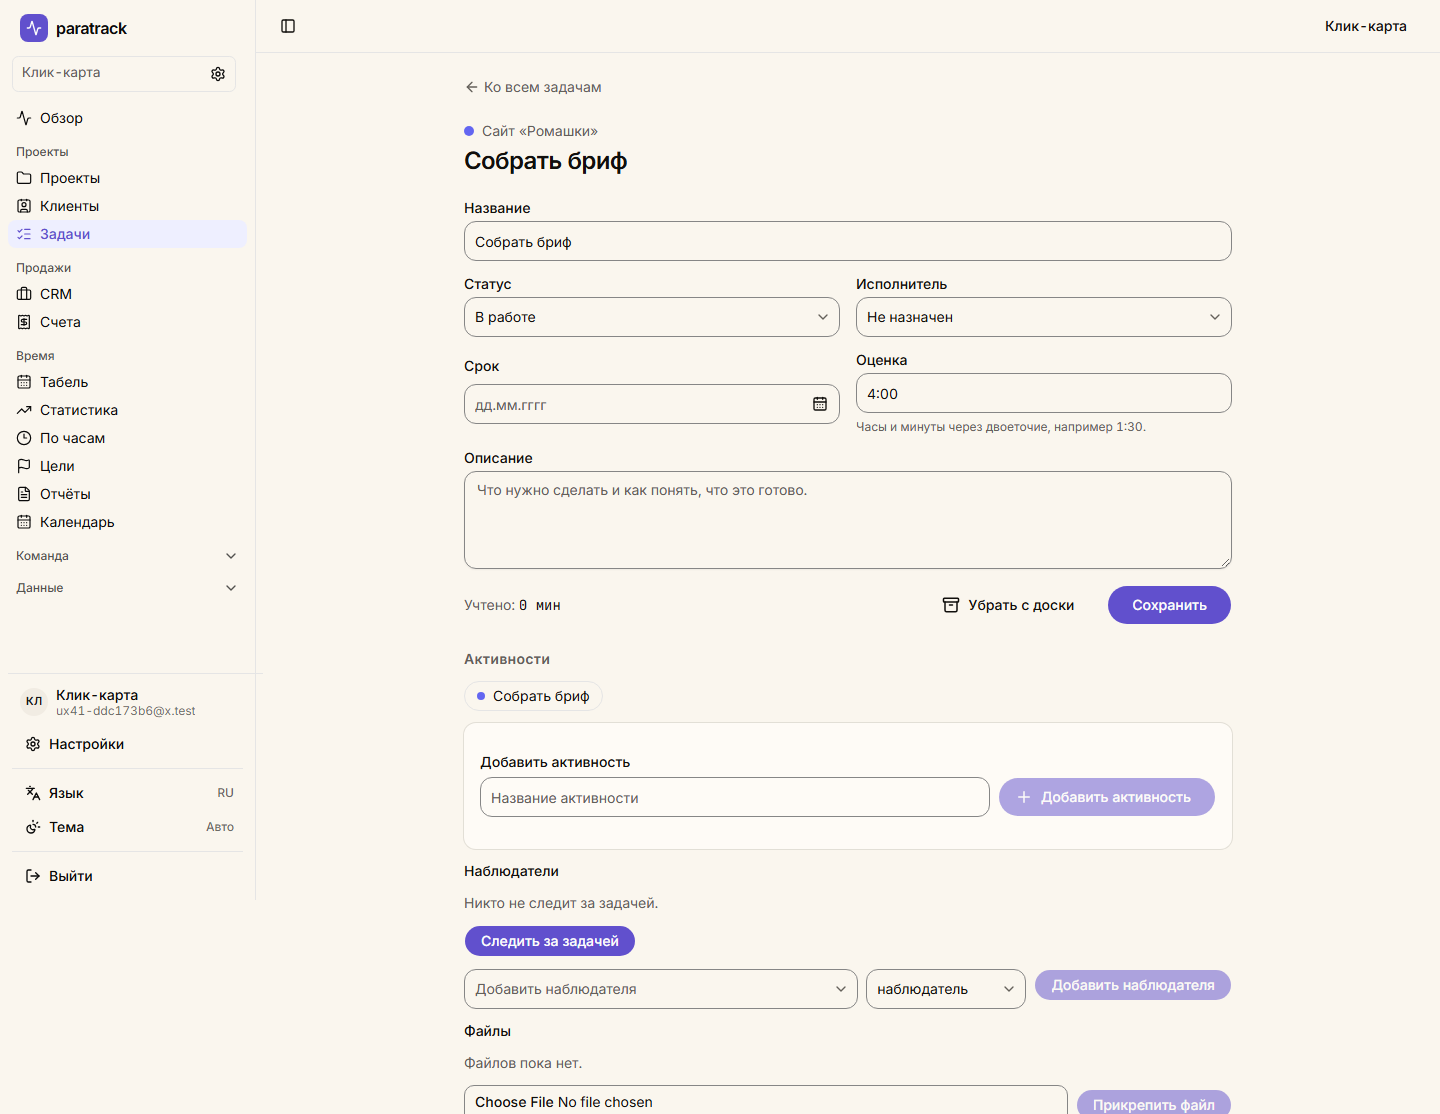 paratrack
Клик-карта
Клик-карта
Обзор
Проекты
Проекты
Клиенты
Задачи
Продажи
CRM
Счета
Время
Табель
Статистика
По часам
Цели
Отчёты
Календарь
Команда
Данные
КЛ
Клик-карта
ux41-ddc173b6@x.test
Настройки
Язык RU
Тема Авто
Выйти
Ко всем задачам
Сайт «Ромашки»
Собрать бриф
Название
Собрать бриф
Статус Исполнитель
В работе Не назначен
Срок Оценка
дд.мм.гггг 4:00
Часы и минуты через двоеточие, например 1:30.
Описание
Что нужно сделать и как понять, что это готово.
Учтено: 0 мин Убрать с доски Сохранить
Активности
Собрать бриф
Добавить активность
Название активности Добавить активность
Наблюдатели
Никто не следит за задачей.
Следить за задачей
Добавить наблюдателя наблюдатель Добавить наблюдателя
Файлы
Файлов пока нет.
Choose File No file chosen Прикрепить файл